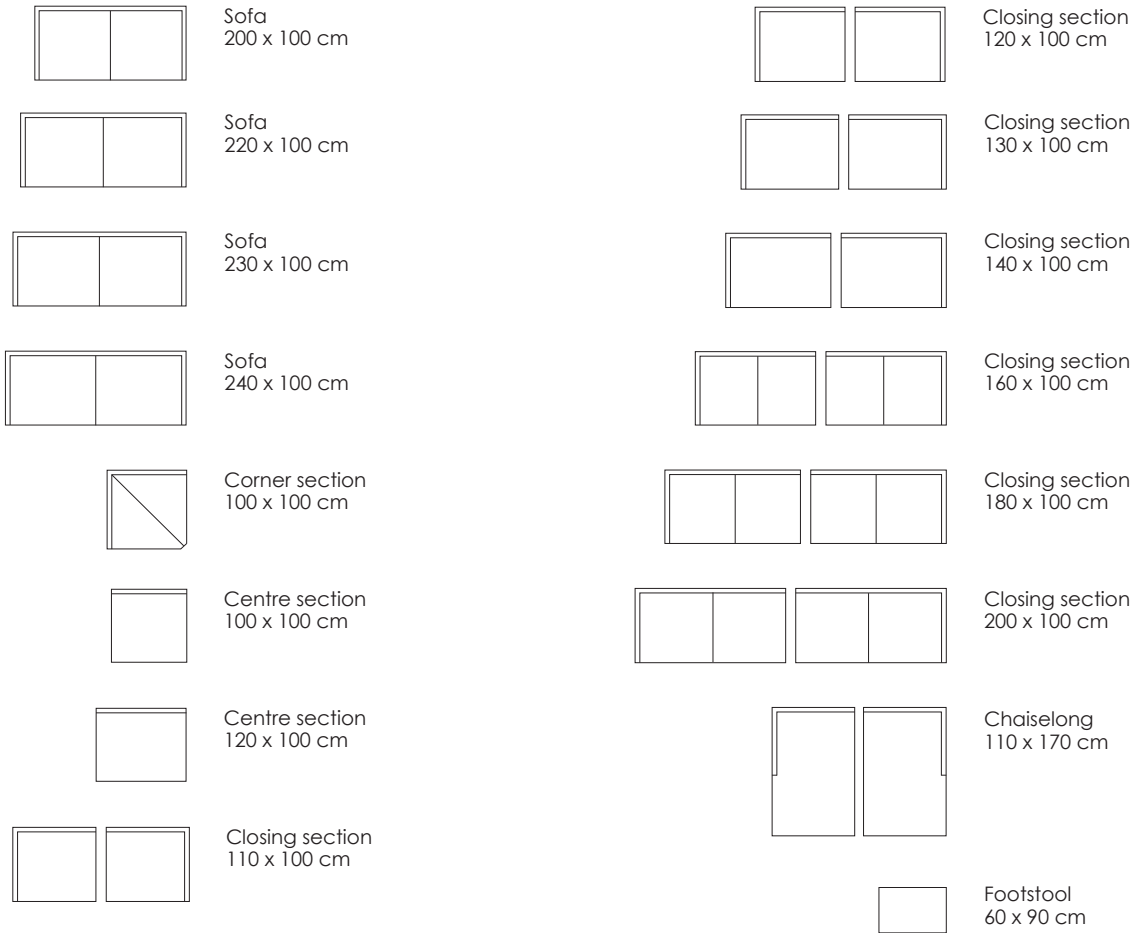 Sofa
200 x 100 cm
Sofa
220 x 100 cm
Sofa
230 x 100 cm
Sofa
240 x 100 cm
Corner section
100 x 100 cm
Centre section
100 x 100 cm
Centre section
120 x 100 cm
Closing section
110 x 100 cm
Closing section
120 x 100 cm
Closing section
130 x 100 cm
Closing section
140 x 100 cm
Closing section
160 x 100 cm
Closing section
180 x 100 cm
Closing section
200 x 100 cm
Chaiselong
110 x 170 cm
Footstool
60 x 90 cm